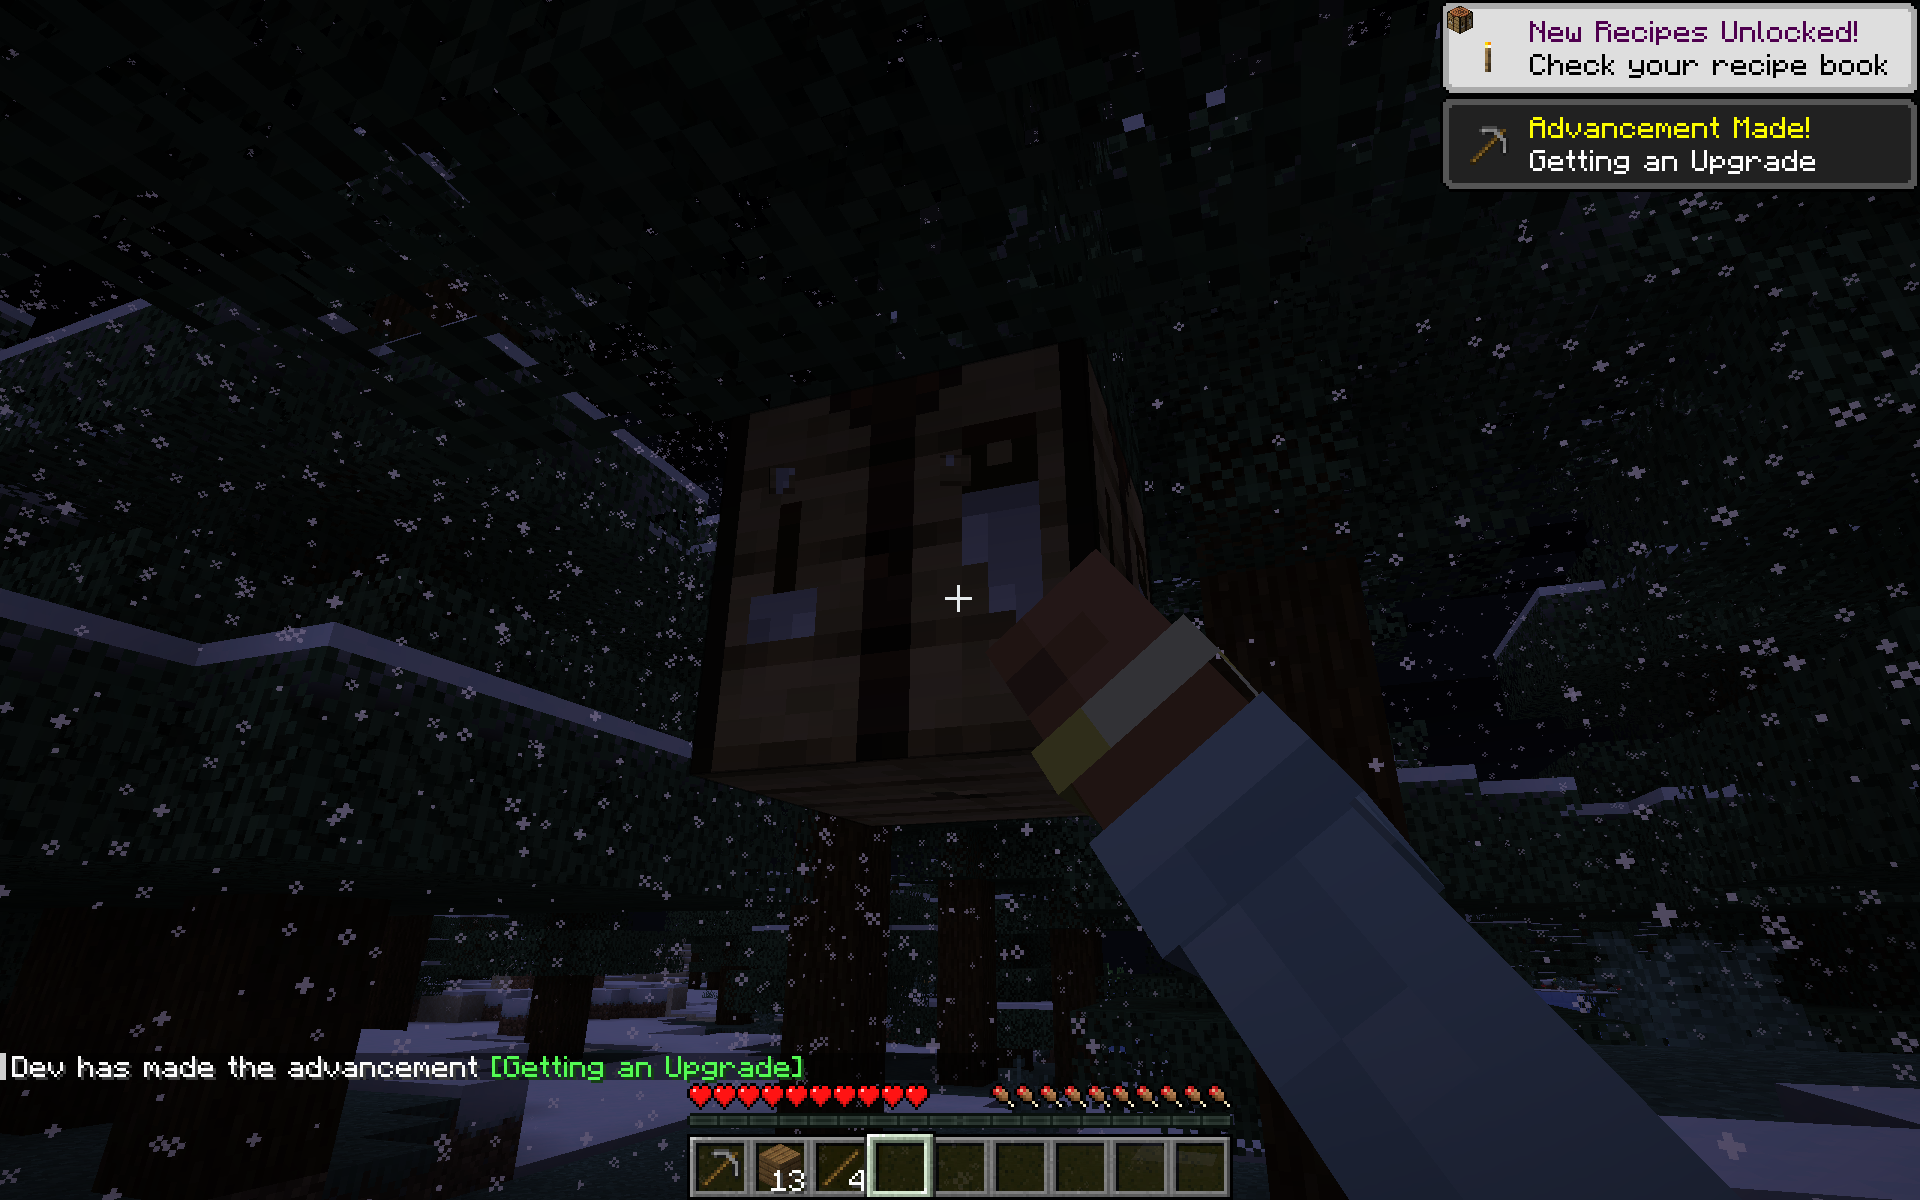 New Recipes Unlocked!
Check your recipe book
Advancement Made!
Getting an Upgrade
Dev has made the advancement [Getting an Upgrade]
13
4